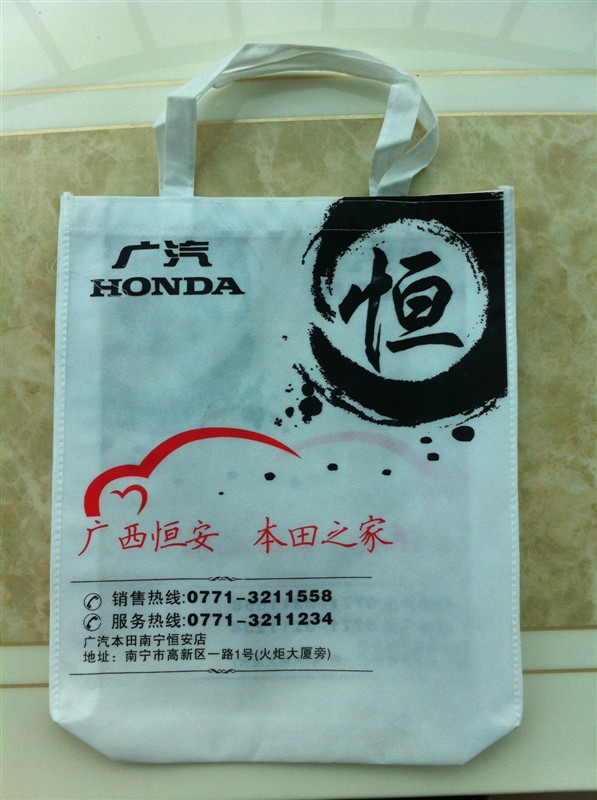 广汽
HONDA
恒
广西恒安 本田之家
销售热线:0771-3211558
服务热线:0771-3211234
广汽本田南宁恒安店
地址：南宁市高新区一路1号(火炬大厦旁)